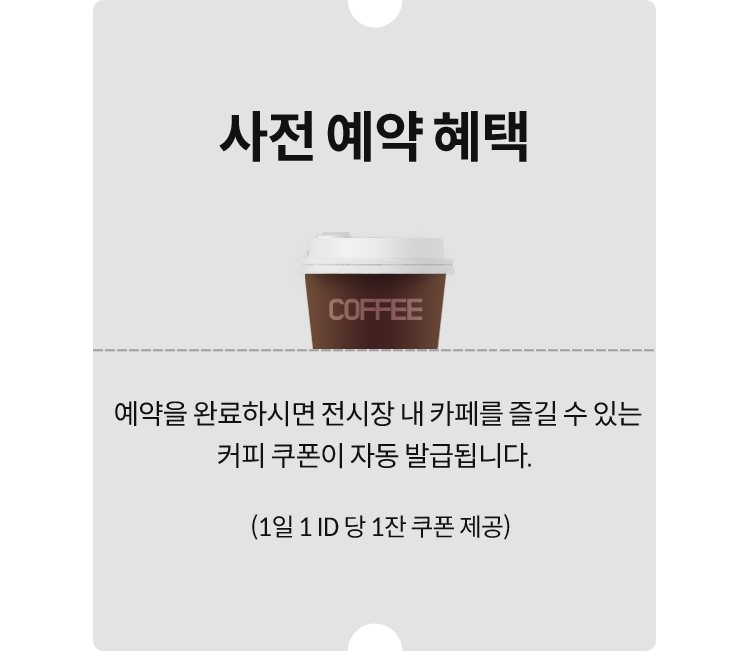 사전 예약 혜택
COFFEE
예약을 완료하시면 전시장 내 카페를 즐길 수 있는
커피 쿠폰이 자동 발급됩니다.
(1일 1 ID 당 1잔 쿠폰 제공)